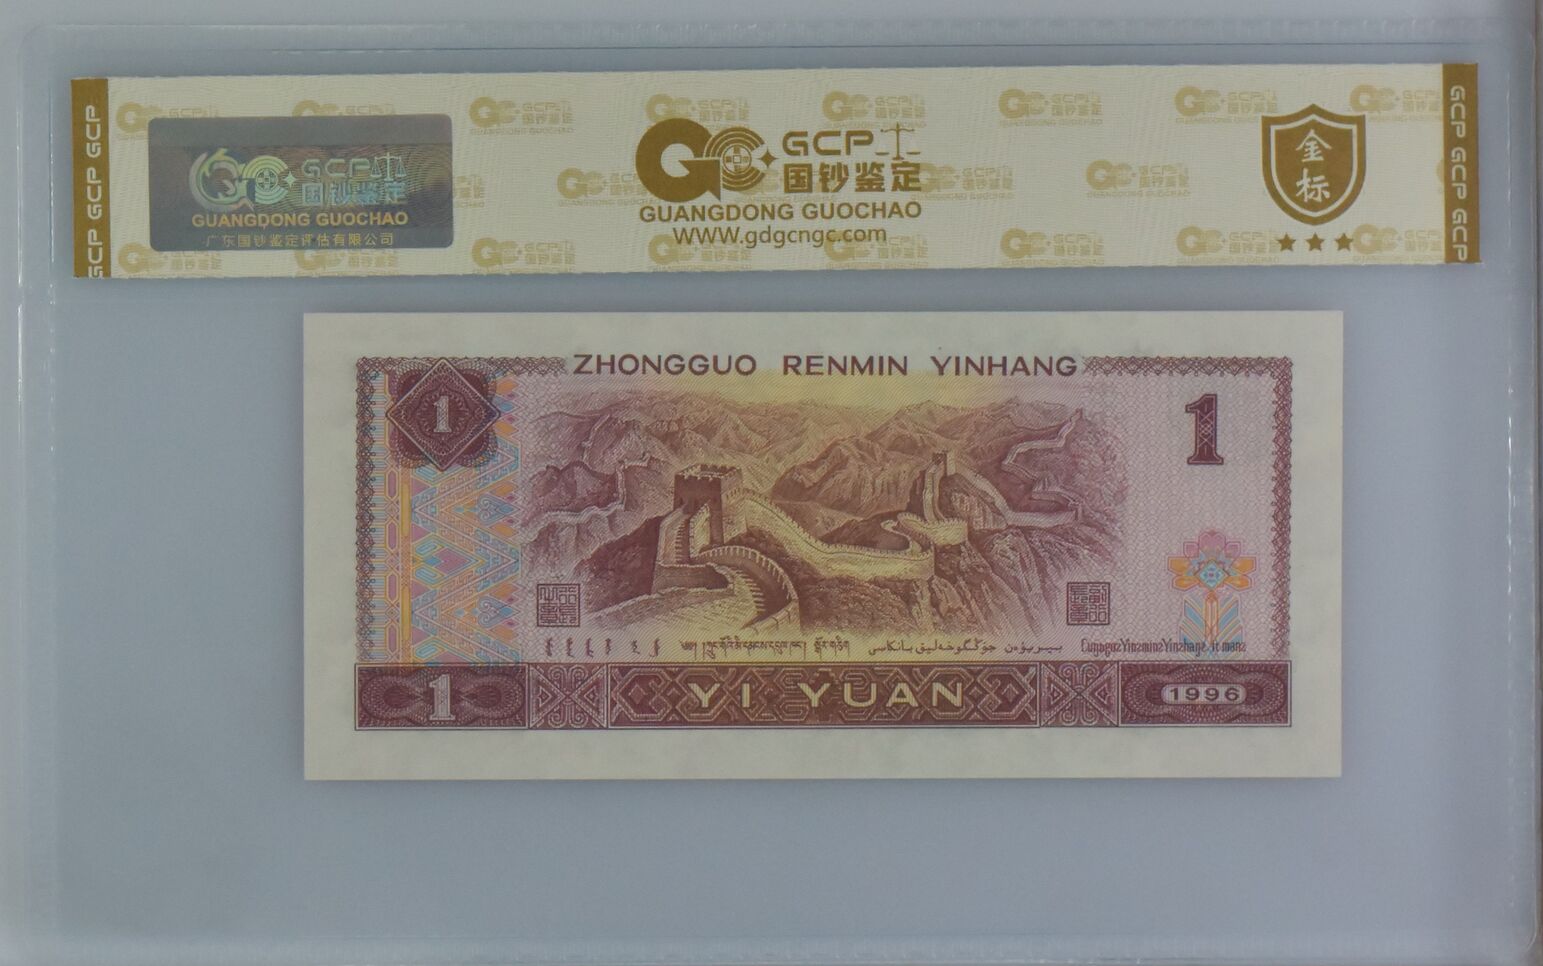 GCP GCP GCP
GCP
国钞鉴定
GUANGDONG GUOCHAO
广东国钞鉴定评估有限公司
GCP
国钞鉴定
GUANGDONG GUOCHAO
WWW.gdgcngc.com
金标
GCP GCP GCP
ZHONGGUO RENMIN YINHANG
1
1
1
YI YUAN
1996